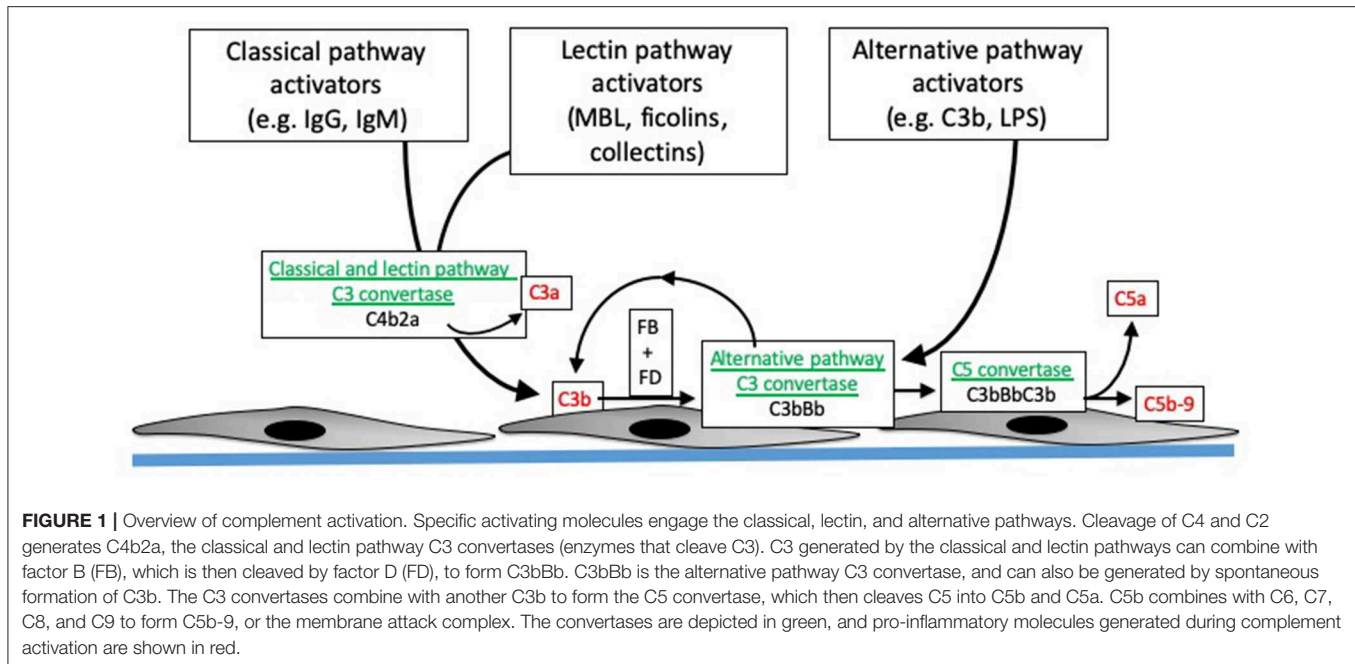 Classical pathway
activators
(e.g. IgG, IgM)
Lectin pathway
activators
(MBL, ficolins,
collectins)
Alternative pathway
activators
(e.g. C3b, LPS)
Classical and lectin pathway
C3 convertase
C4b2a
C3a
C3b
FB
+
FD
Alternative pathway
C3 convertase
C3bBb
C5 convertase
C3bBbC3b
C5a
C5b-9
FIGURE 1 | Overview of complement activation. Specific activating molecules engage the classical, lectin, and alternative pathways. Cleavage of C4 and C2
generates C4b2a, the classical and lectin pathway C3 convertases (enzymes that cleave C3). C3 generated by the classical and lectin pathways can combine with
factor B (FB), which is then cleaved by factor D (FD), to form C3bBb. C3bBb is the alternative pathway C3 convertase, and can also be generated by spontaneous
formation of C3b. The C3 convertases combine with another C3b to form the C5 convertase, which then cleaves C5 into C5b and C5a. C5b combines with C6, C7,
C8, and C9 to form C5b-9, or the membrane attack complex. The convertases are depicted in green, and pro-inflammatory molecules generated during complement
activation are shown in red.